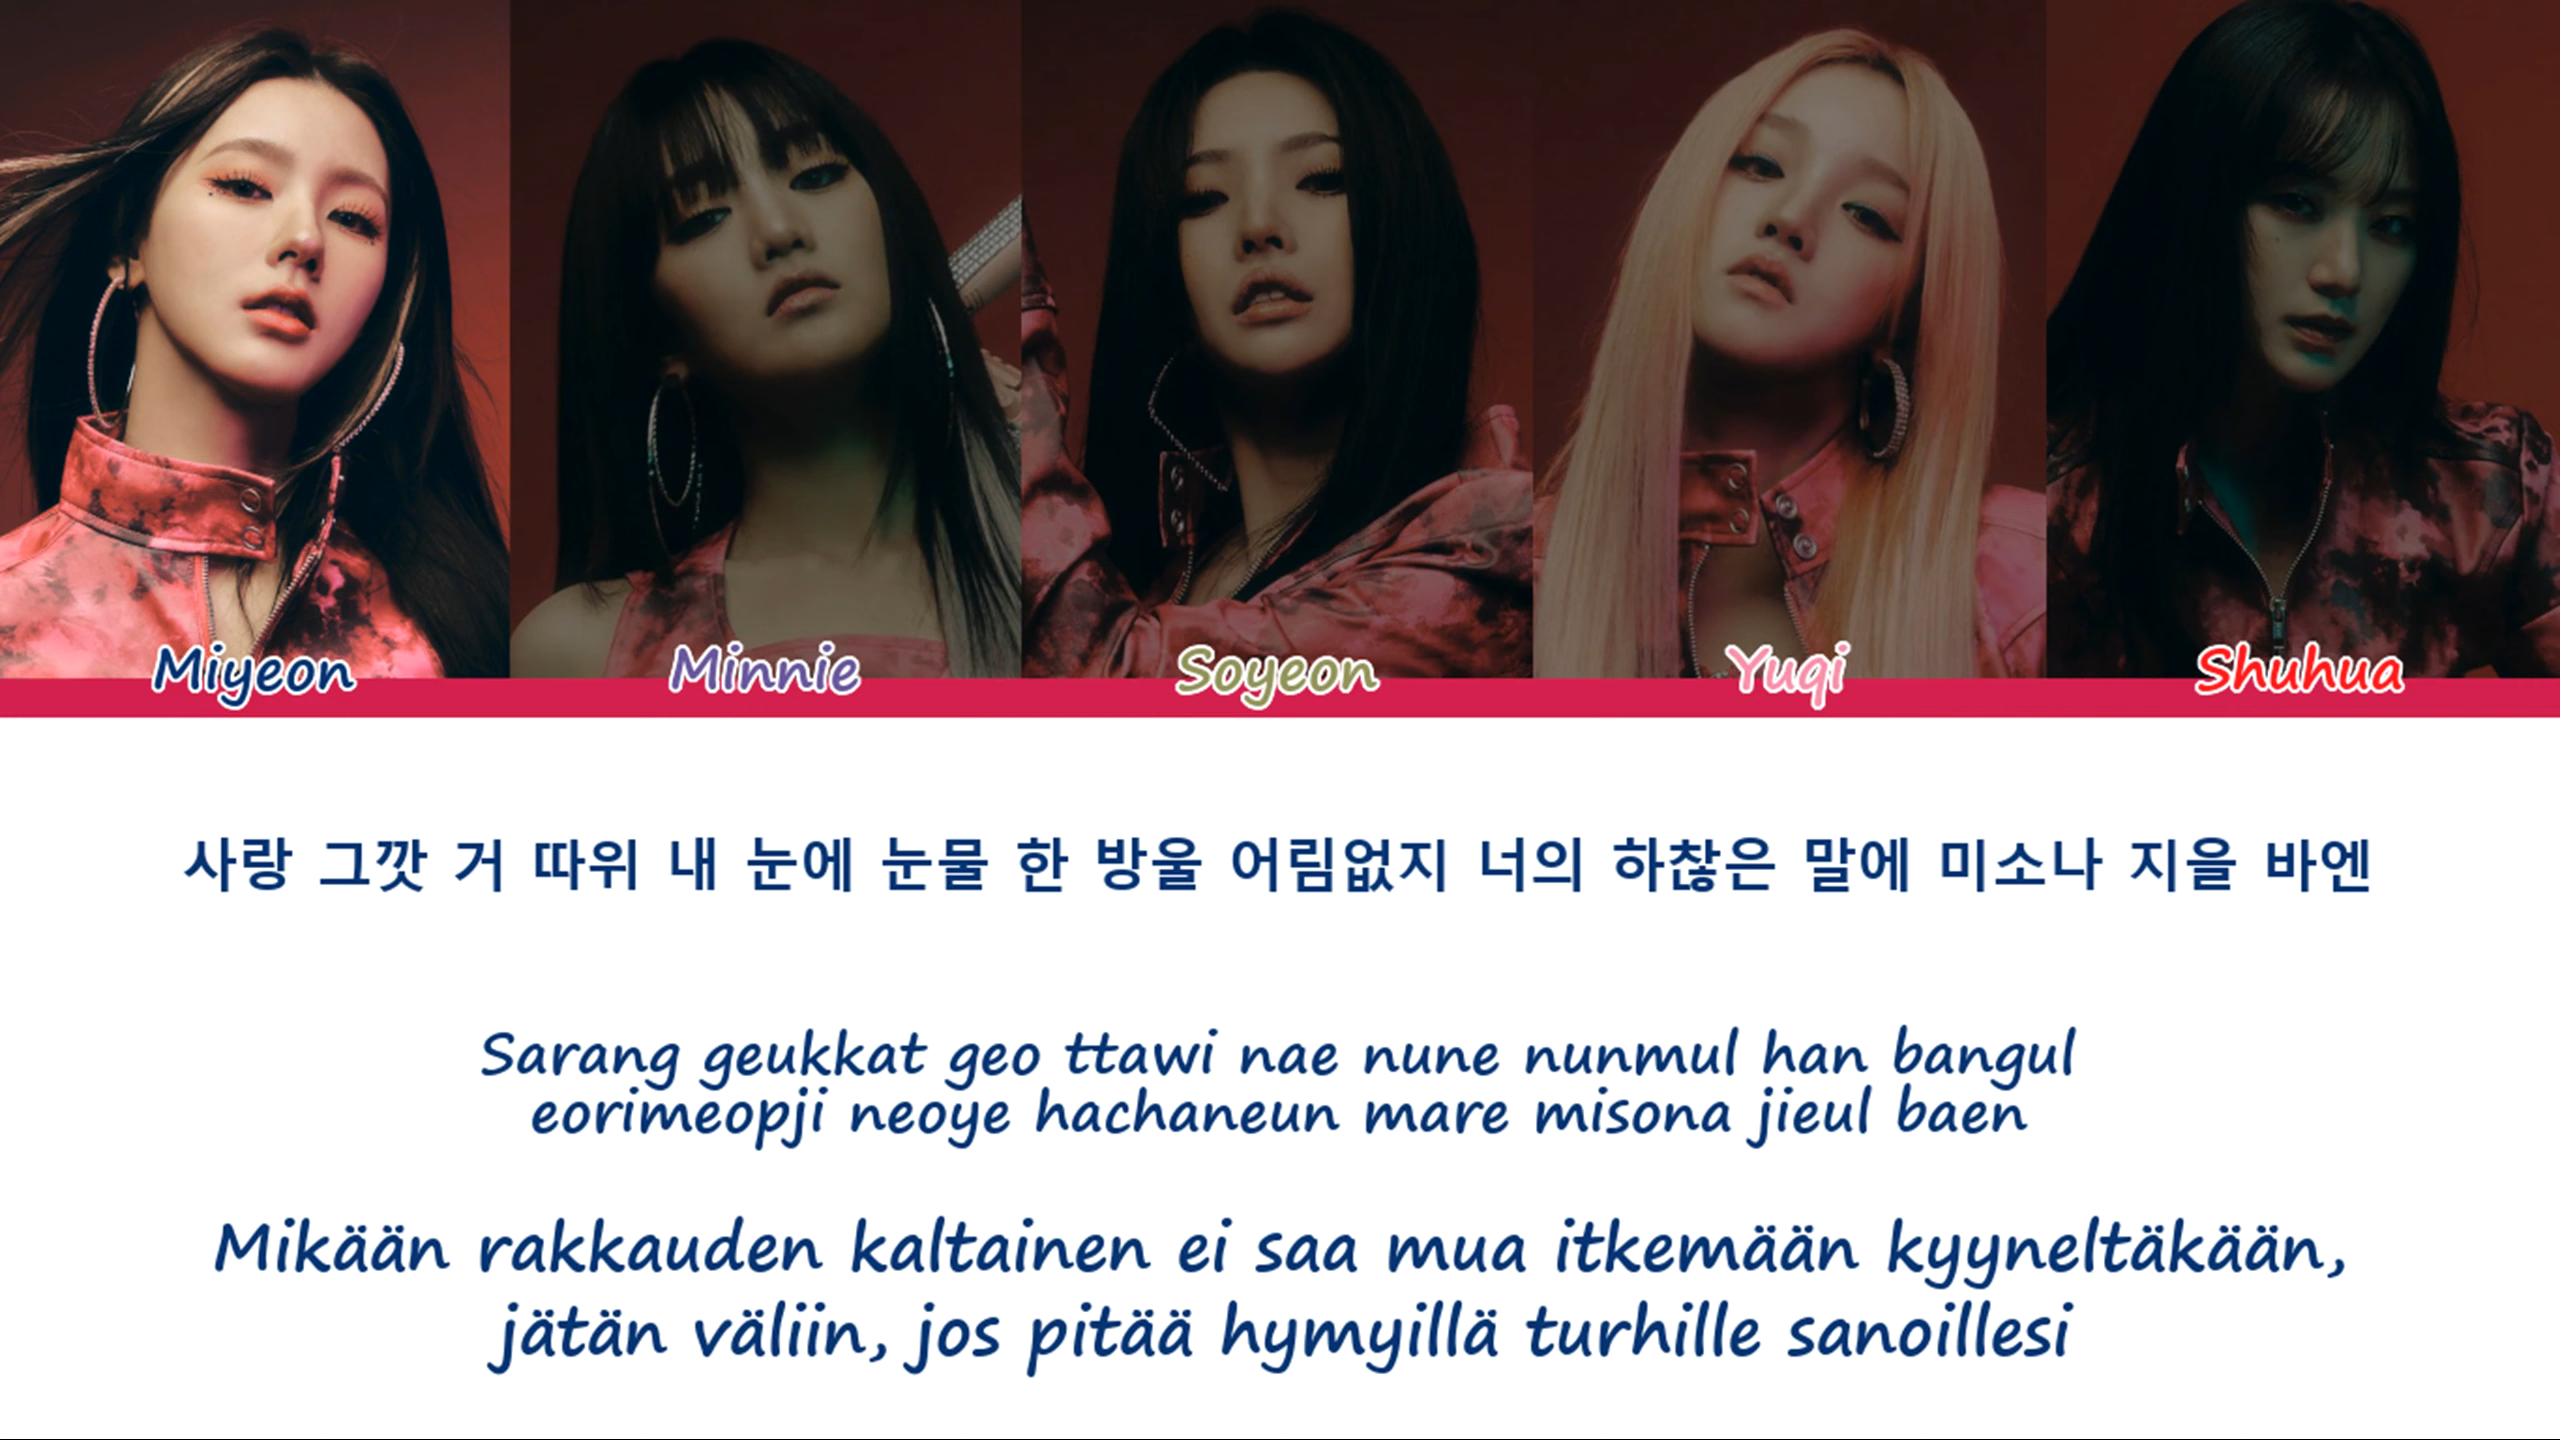 Miyeon
Minnie
Soyeon
Yuqi
Shuhua
사랑 그깟 거 따위 내 눈에 눈물 한 방울 어림없지 너의 하찮은 말에 미소나 지을 바엔
Sarang geukkat geo ttawi nae nune nunmul han bangul
eorimeopji neoye hachaneun mare misona jieul baen
Mikään rakkauden kaltainen ei saa mua itkemään kyyneltäkään,
jätän väliin, jos pitää hymyillä turhille sanoillesi